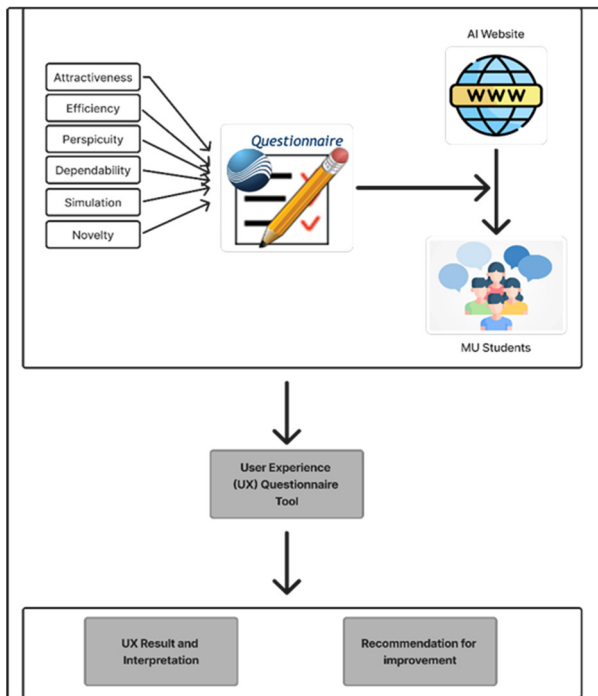 AI Website
WWW
Attractiveness
Efficiency
Perspicuity
Dependability
Simulation
Novelty
Questionnaire
MU Students
User Experience
(UX) Questionnaire
Tool
UX Result and
Interpretation
Recommendation for
improvement